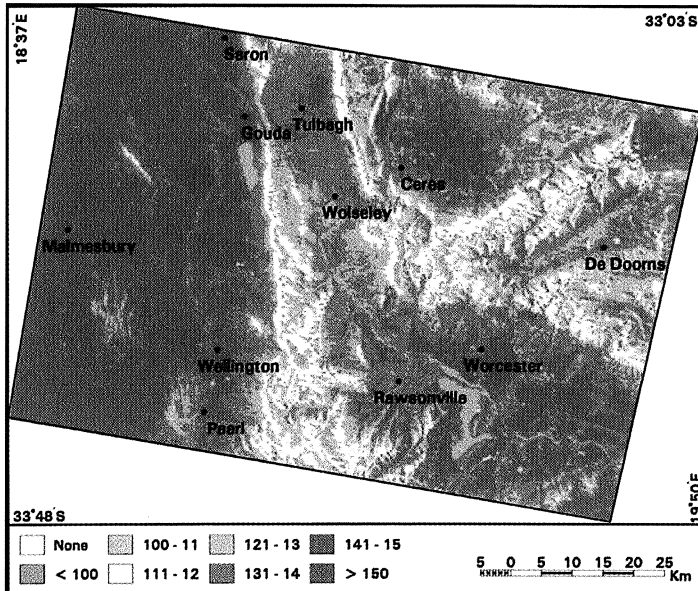 18°37'E
33°03'S
Saron
Gouda
Tulbagh
Ceres
Wolseley
Malmesbury
De Doorns
Wellington
Worcester
Rawsonville
Paarl
33°48'S
19°50'E
None
100 - 11
121 - 13
141 - 15
< 100
111 - 12
131 - 14
> 150
5 0 5 10 15 20 25
Km